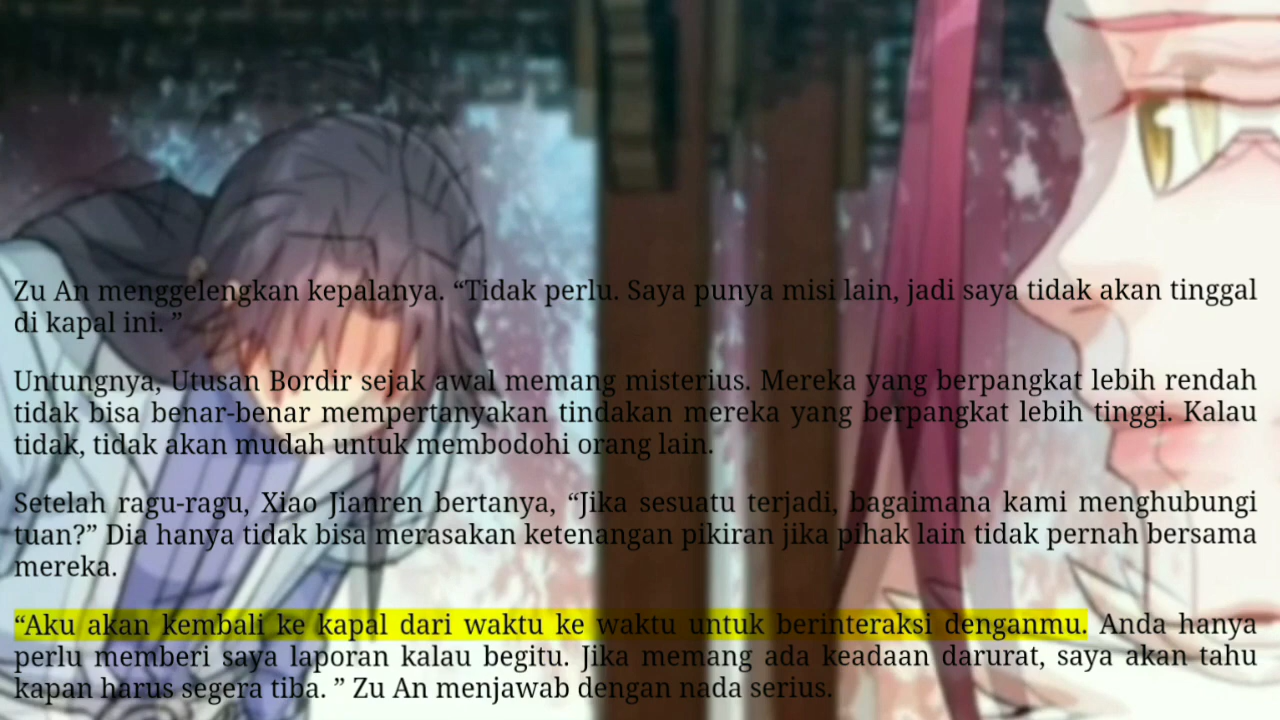 Zu An menggelengkan kepalanya. “Tidak perlu. Saya punya misi lain, jadi saya tidak akan tinggal
di kapal ini. ”
Untungnya, Utusan Bordir sejak awal memang misterius. Mereka yang berpangkat lebih rendah
tidak bisa benar-benar mempertanyakan tindakan mereka yang berpangkat lebih tinggi. Kalau
tidak, tidak akan mudah untuk membodohi orang lain.
Setelah ragu-ragu, Xiao Jianren bertanya, “Jika sesuatu terjadi, bagaimana kami menghubungi
tuan?” Dia hanya tidak bisa merasakan ketenangan pikiran jika pihak lain tidak pernah bersama
mereka.
“Aku akan kembali ke kapal dari waktu ke waktu untuk berinteraksi denganmu. Anda hanya
perlu memberi saya laporan kalau begitu. Jika memang ada keadaan darurat, saya akan tahu
kapan harus segera tiba. ” Zu An menjawab dengan nada serius.